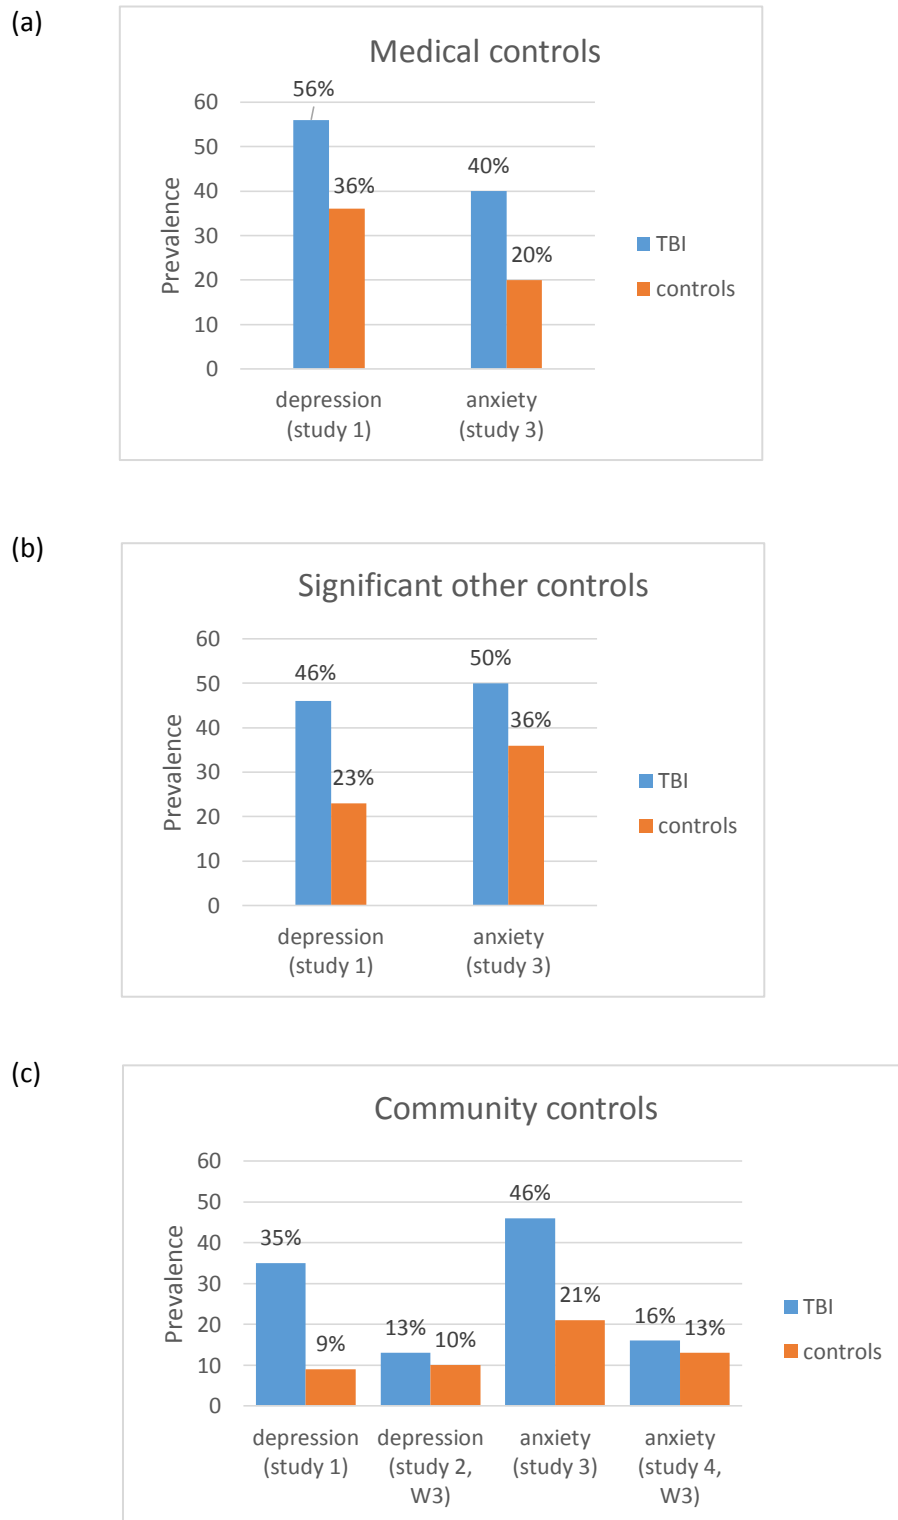 (a)
Medical controls
56%
60
50
40%
36%
40
30
20%
20
10
0
Prevalence
TBI
controls
depression
(study 1)
anxiety
(study 3)
(b)
Significant other controls
60
50%
46%
50
36%
40
23%
30
20
10
0
Prevalence
TBI
controls
depression
(study 1)
anxiety
(study 3)
(c)
Community controls
60
46%
50
35%
40
30
21%
16%
13%
13%
20
9%
10%
10
0
Prevalence
TBI
controls
depression
(study 1)
depression
(study 2,
W3)
anxiety
(study 3)
anxiety
(study 4,
W3)